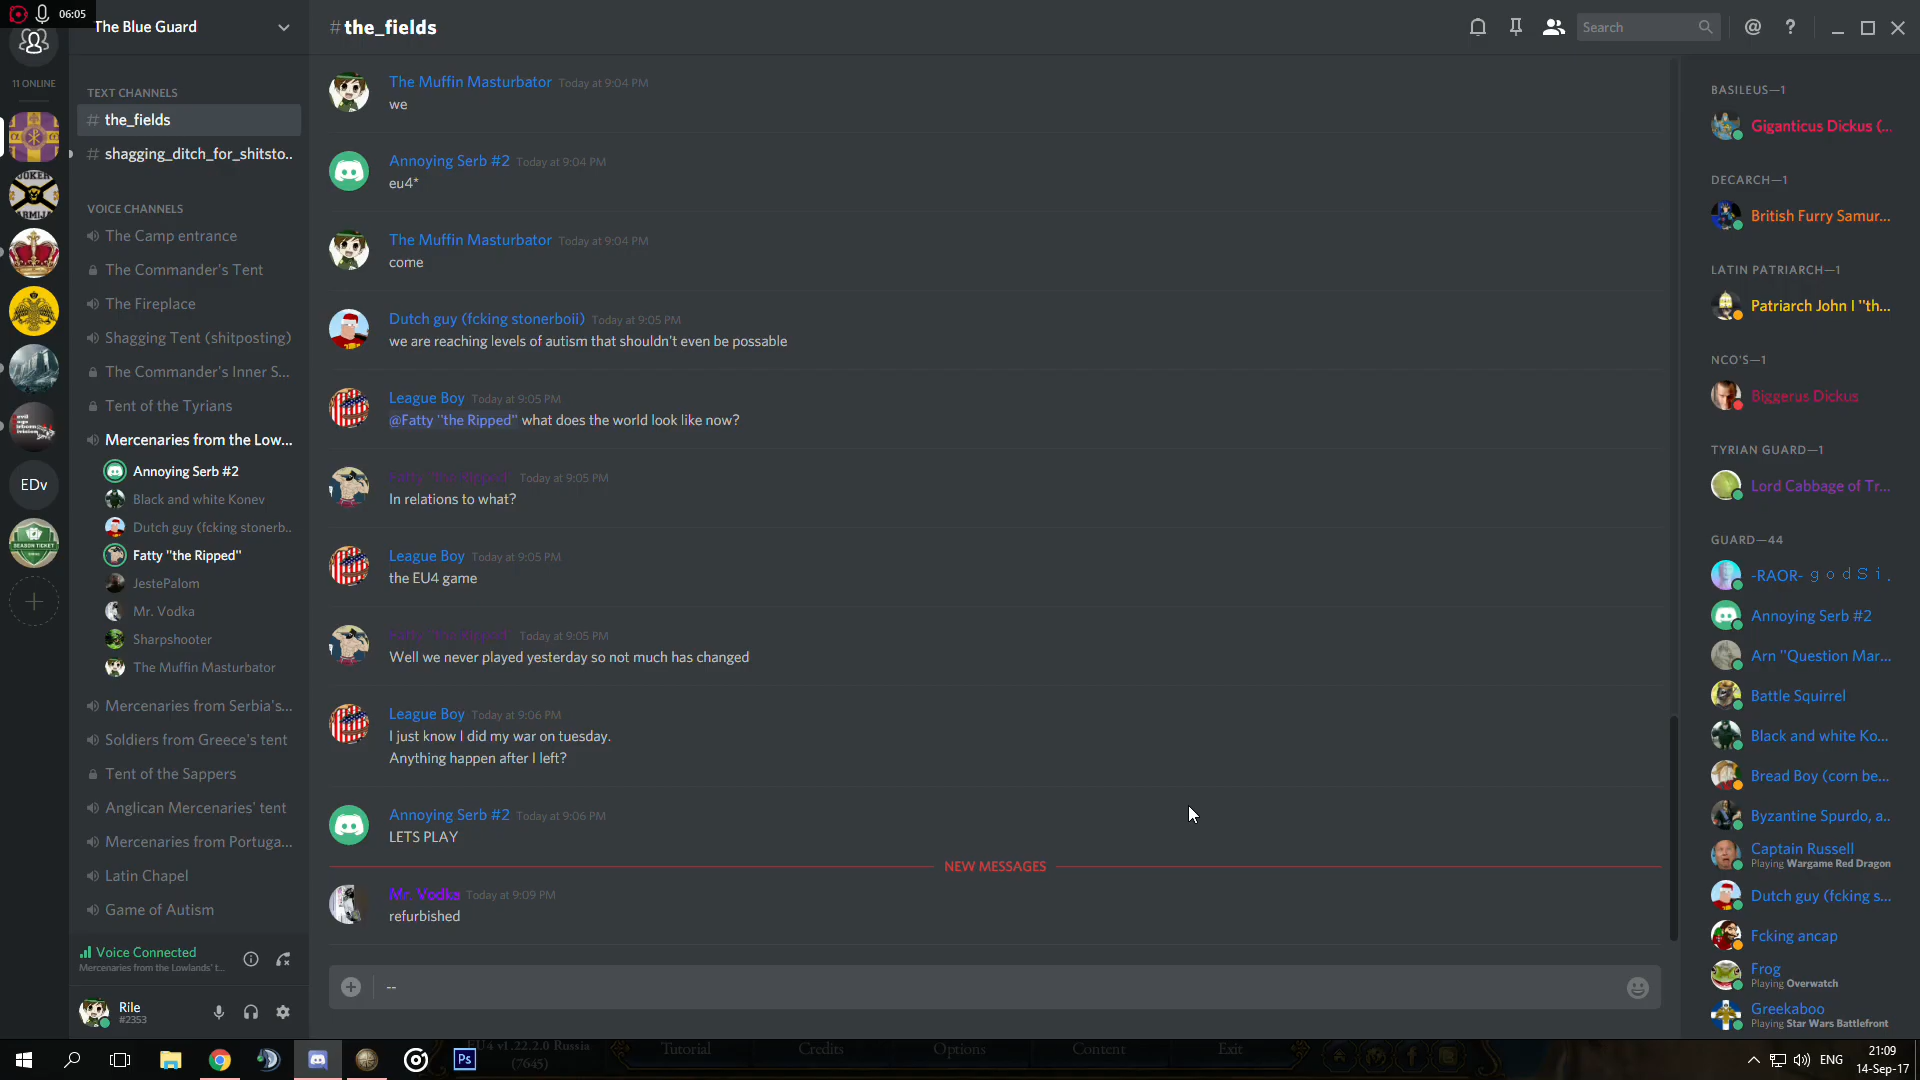 06:05
The Blue Guard
11 ONLINE
EDv
TEXT CHANNELS
# the_fields
# shagging_ditch_for_shitsto..
VOICE CHANNELS
The Camp entrance
The Commander's Tent
The Fireplace
Shagging Tent (shitposting)
The Commander's Inner S...
Tent of the Tyrians
Mercenaries from the Low...
Annoying Serb #2
Black and white Konev
Dutch guy (fcking stonerb..
Fatty "the Ripped"
JestePalom
Mr. Vodka
Sharpshooter
The Muffin Masturbator
Mercenaries from Serbia's...
Soldiers from Greece's tent
Tent of the Sappers
Anglican Mercenaries' tent
Mercenaries from Portuga...
Latin Chapel
Game of Autism
Voice Connected
Mercenaries from the Lowlands' t...
Rile
#2353
#the_fields
Search
The Muffin Masturbator Today at 9:04 PM
we
Annoying Serb #2 Today at 9:04 PM
eu4*
The Muffin Masturbator Today at 9:04 PM
come
Dutch guy (fcking stonerboii) Today at 9:05 PM
we are reaching levels of autism that shouldn't even be possable
League Boy Today at 9:05 PM
@Fatty "the Ripped" what does the world look like now?
Fatty "the Ripped" Today at 9:05 PM
In relations to what?
League Boy Today at 9:05 PM
the EU4 game
Fatty "the Ripped" Today at 9:05 PM
Well we never played yesterday so not much has changed
League Boy Today at 9:06 PM
I just know I did my war on tuesday.
Anything happen after I left?
Annoying Serb #2 Today at 9:06 PM
LETS PLAY
NEW MESSAGES
Mr. Vodka Today at 9:09 PM
refurbished
--
BASILEUS—1
Giganticus Dickus (...
DECARCH—1
British Furry Samur...
LATIN PATRIARCH—1
Patriarch John I "th...
NCO'S—1
Biggerus Dickus
TYRIAN GUARD—1
Lord Cabbage of Tr...
GUARD—44
-RAOR- ｇｏｄＳｉ.
Annoying Serb #2
Arn "Question Mar...
Battle Squirrel
Black and white Ko...
Bread Boy (corn be...
Byzantine Spurdo, a..
Captain Russell
Playing Wargame Red Dragon
Dutch guy (fcking s...
Fcking ancap
Frog
Playing Overwatch
Greekaboo
Playing Star Wars Battlefront
EU4 v1.22.2.0 Russia
(7645)
Tutorial
Credits
Options
Content
Exit
Ps
ENG
21:09
14-Sep-17